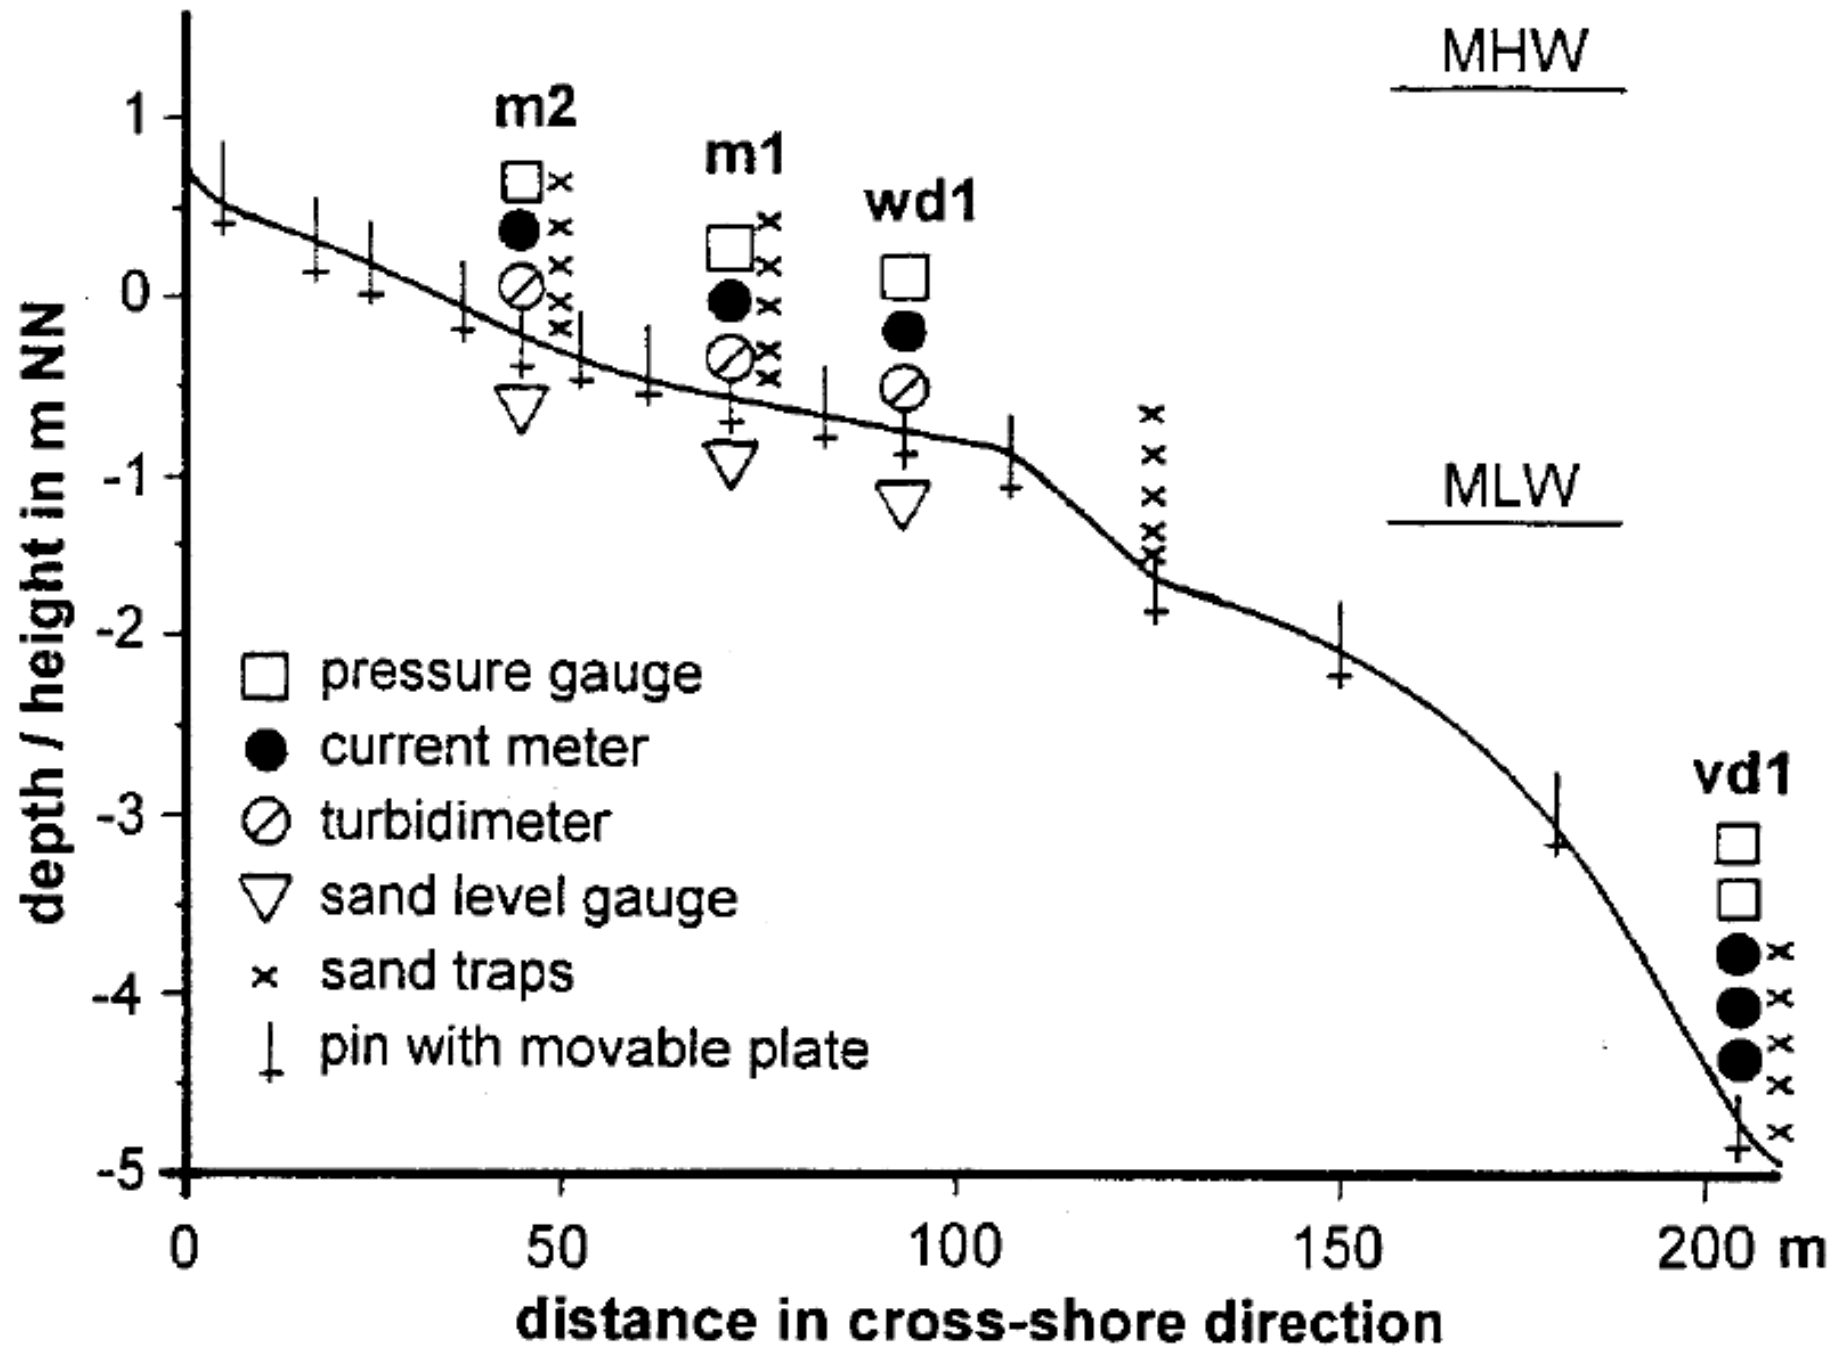 MHW
1
m2
m1
wd1
0
-1
MLW
-2
pressure gauge
current meter
vd1
-3
turbidimeter
sand level gauge
sand traps
-4
pin with movable plate
-5
depth / height in m NN
0 50 100 150 200 m
distance in cross-shore direction